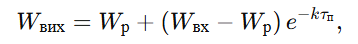 W_вих = W_р + (W_вх − W_р) e^{−kτ_п},